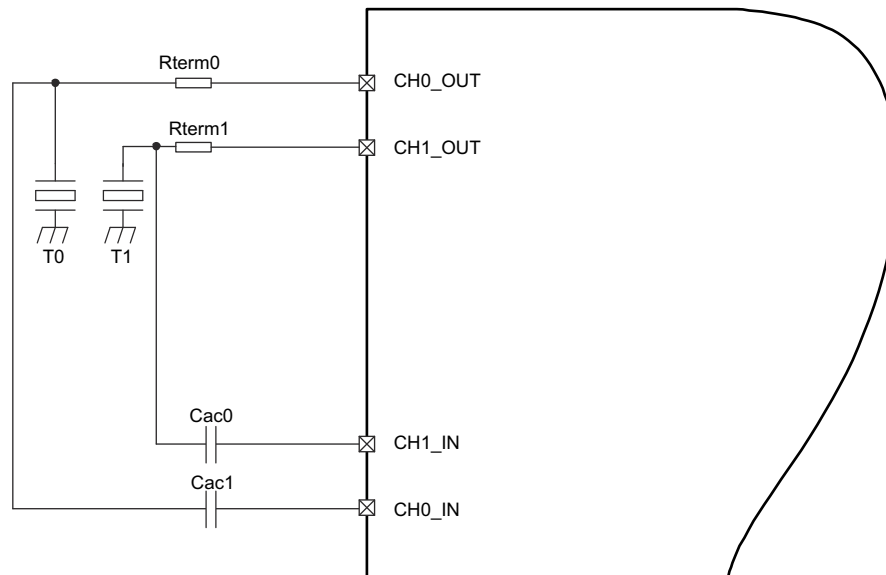 Rterm0
CH0_OUT
Rterm1
CH1_OUT
T0
T1
Cac0
CH1_IN
Cac1
CH0_IN